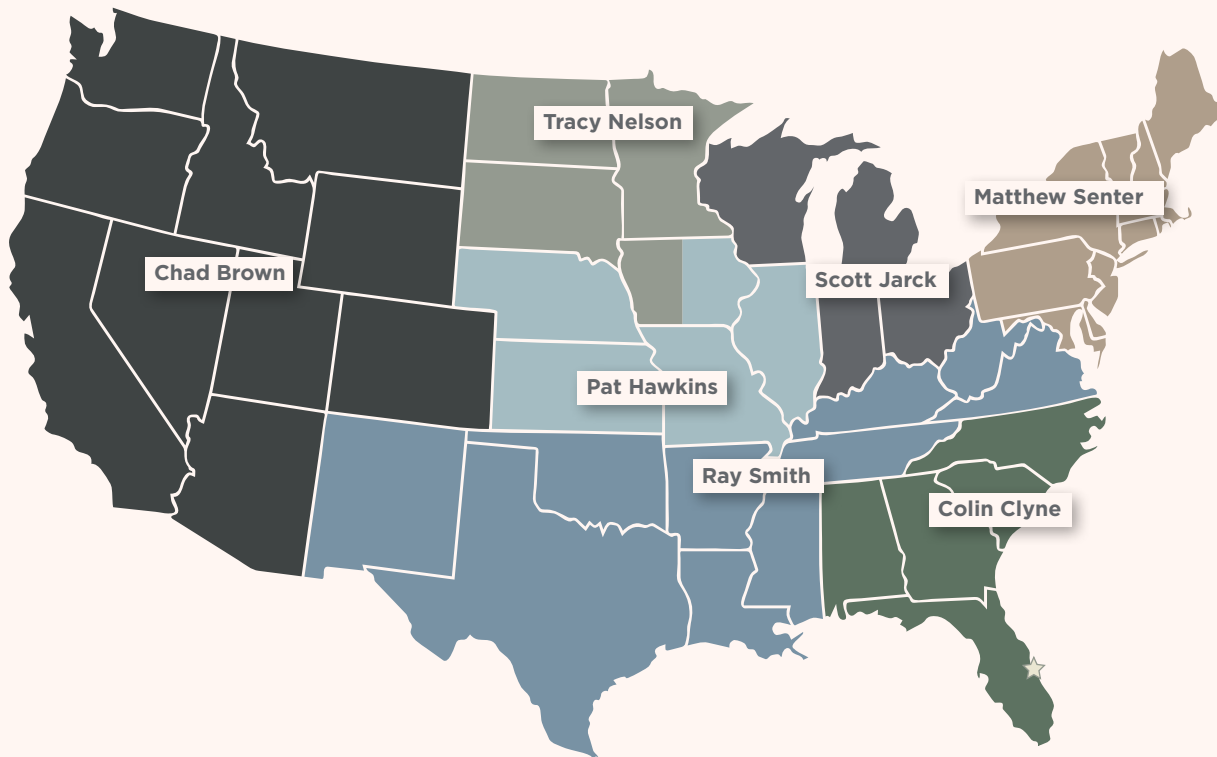 Tracy Nelson
Matthew Senter
Chad Brown
Scott Jarck
Pat Hawkins
Ray Smith
Colin Clyne